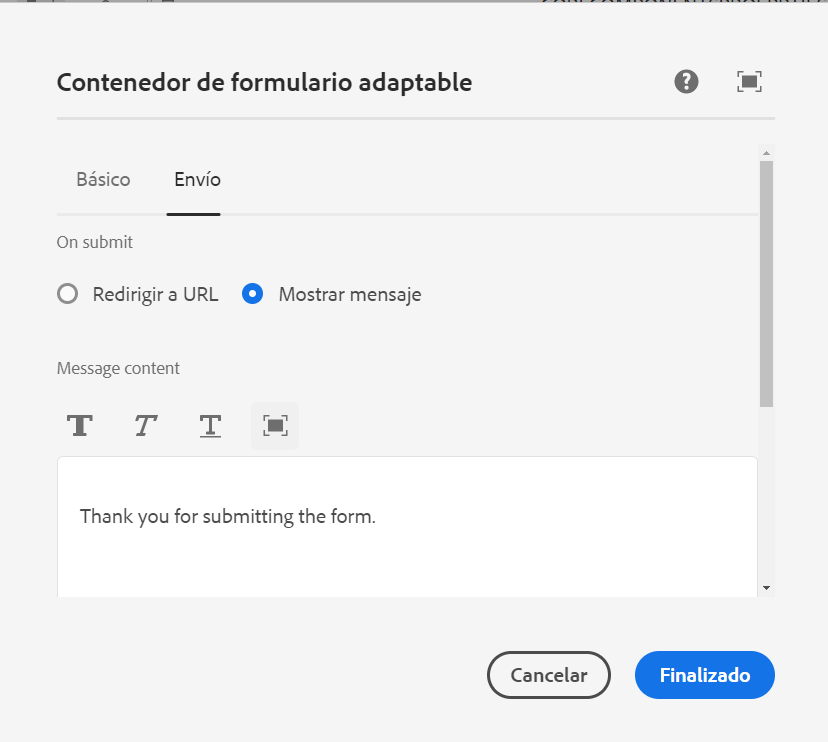 Contenedor de formulario adaptable
Básico Envío
On submit
Redirigir a URL Mostrar mensaje
Message content
T T T
Thank you for submitting the form.
Cancelar Finalizado